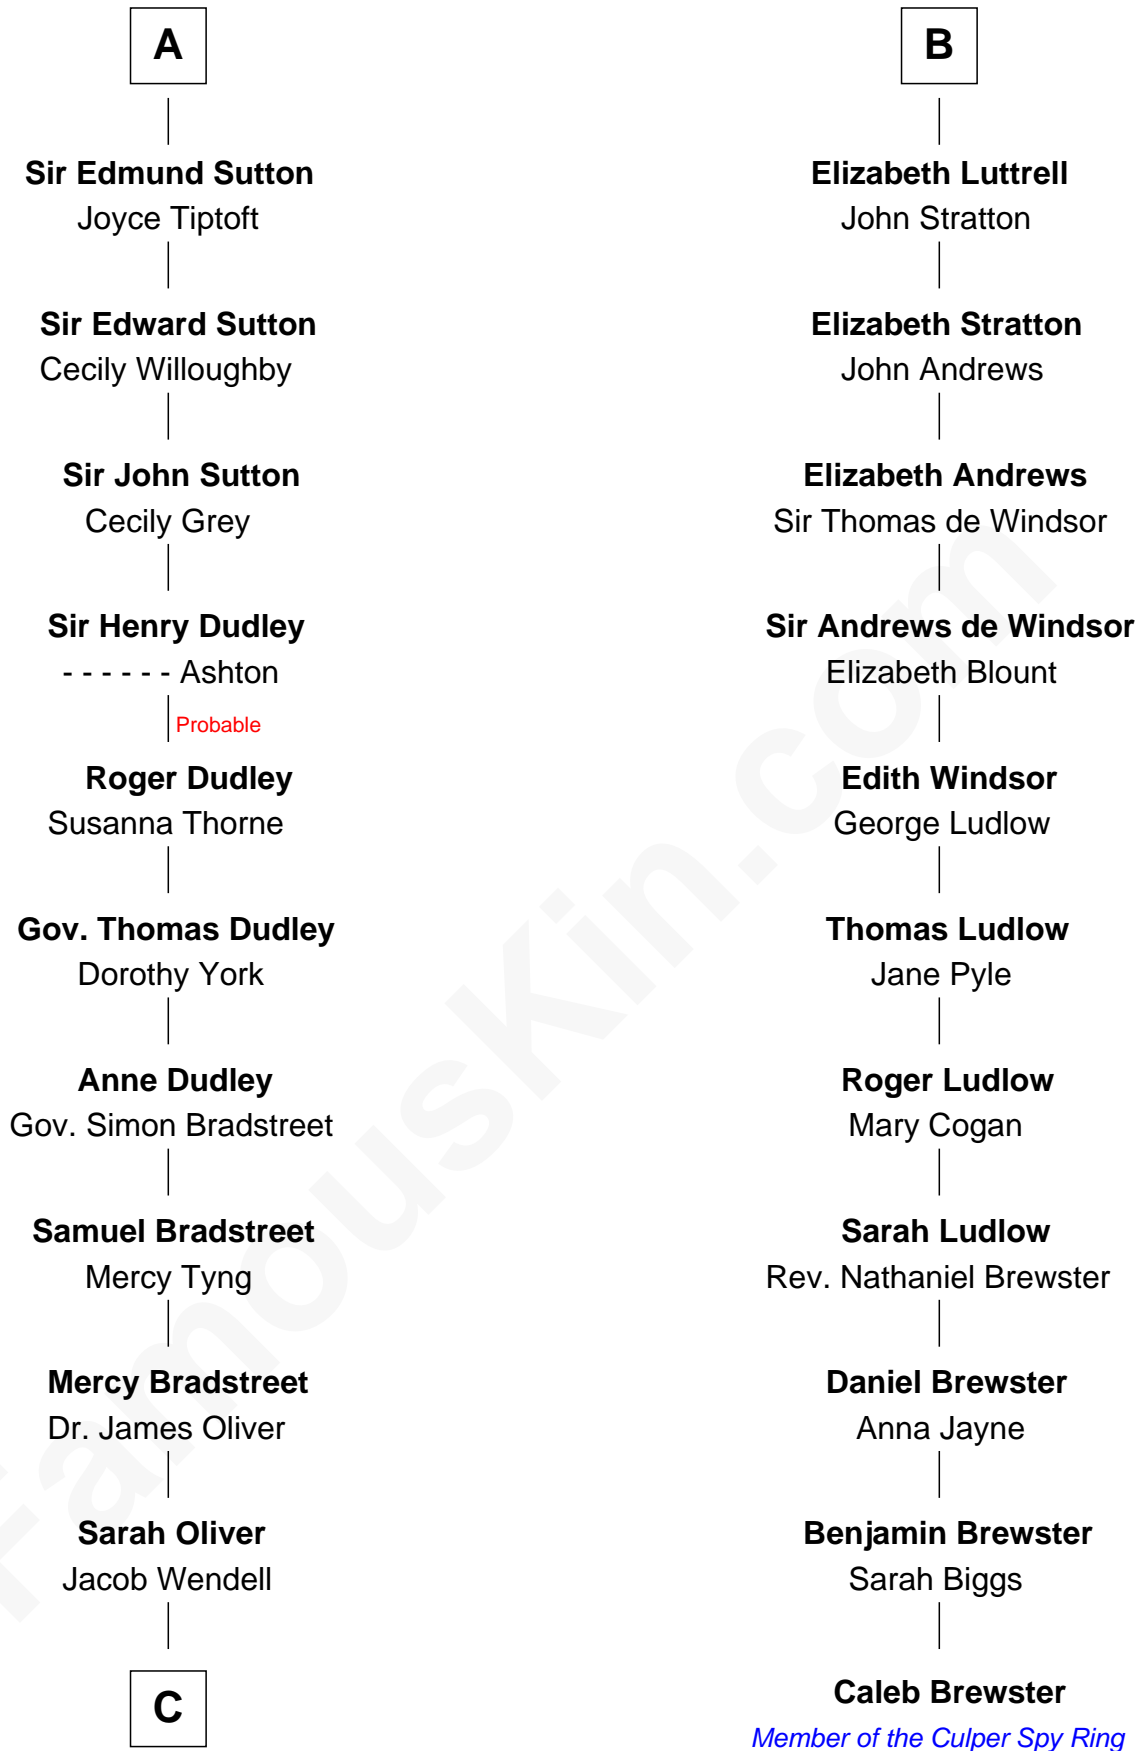 A
Sir Edmund Sutton
Joyce Tiptoft
Sir Edward Sutton
Cecily Willoughby
Sir John Sutton
Cecily Grey
Sir Henry Dudley
- - - - - - Ashton
Probable
Roger Dudley
Susanna Thorne
Gov. Thomas Dudley
Dorothy York
Anne Dudley
Gov. Simon Bradstreet
Samuel Bradstreet
Mercy Tyng
Mercy Bradstreet
Dr. James Oliver
Sarah Oliver
Jacob Wendell
C
B
Elizabeth Luttrell
John Stratton
Elizabeth Stratton
John Andrews
Elizabeth Andrews
Sir Thomas de Windsor
Sir Andrews de Windsor
Elizabeth Blount
Edith Windsor
George Ludlow
Thomas Ludlow
Jane Pyle
Roger Ludlow
Mary Cogan
Sarah Ludlow
Rev. Nathaniel Brewster
Daniel Brewster
Anna Jayne
Benjamin Brewster
Sarah Biggs
Caleb Brewster
Member of the Culper Spy Ring
FamousKin.com